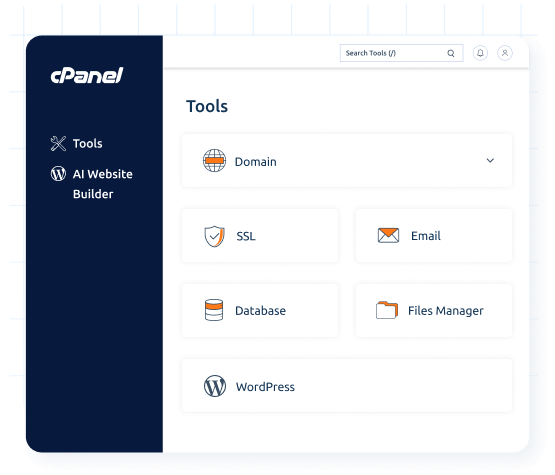 cPanel
Tools
AI Website
Builder
Search Tools (/)
Tools
Domain
SSL
Email
Database
Files Manager
WordPress